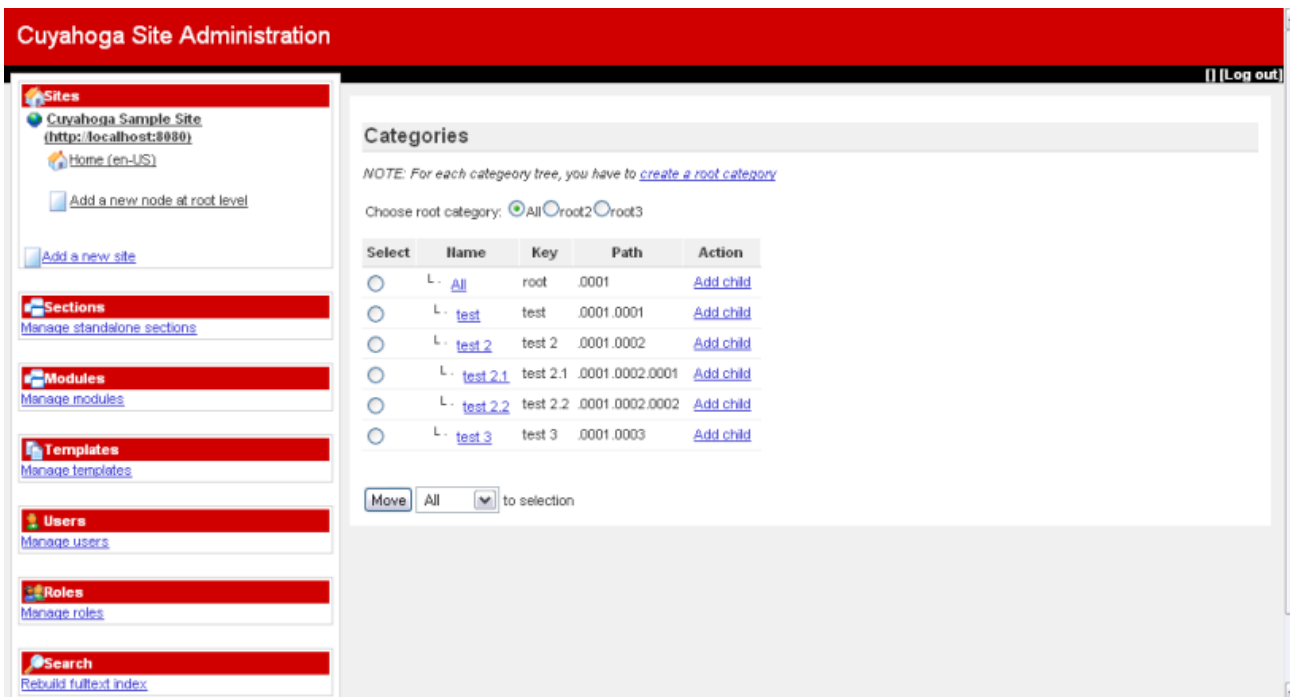 Cuyahoga Site Administration
[] [Log out]
Sites
Cuyahoga Sample Site
(http://localhost:8080)
Home (en-US)
Add a new node at root level
Add a new site
Sections
Manage standalone sections
Modules
Manage modules
Templates
Manage templates
Users
Manage users
Roles
Manage roles
Search
Rebuild fulltext index
Categories
NOTE: For each categeory tree, you have to create a root category
Choose root category: All root2 root3
Select Name Key Path Action
All root .0001 Add child
test test .0001.0001 Add child
test 2 test 2 .0001.0002 Add child
test 2.1 test 2.1 .0001.0002.0001 Add child
test 2.2 test 2.2 .0001.0002.0002 Add child
test 3 test 3 .0001.0003 Add child
Move All to selection